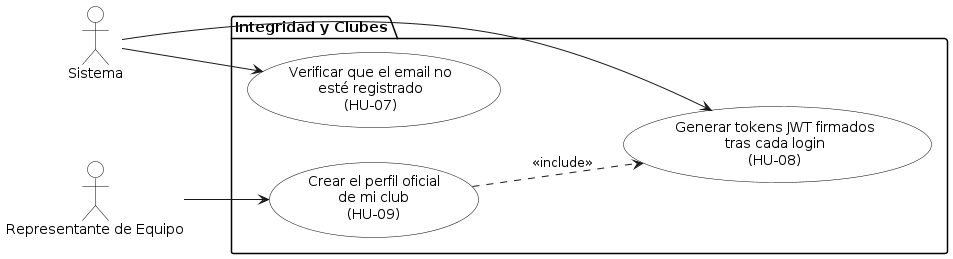 Integridad y Clubes
Sistema
Verificar que el email no
esté registrado
(HU-07)
Generar tokens JWT firmados
tras cada login
(HU-08)
«include»
Crear el perfil oficial
de mi club
(HU-09)
Representante de Equipo